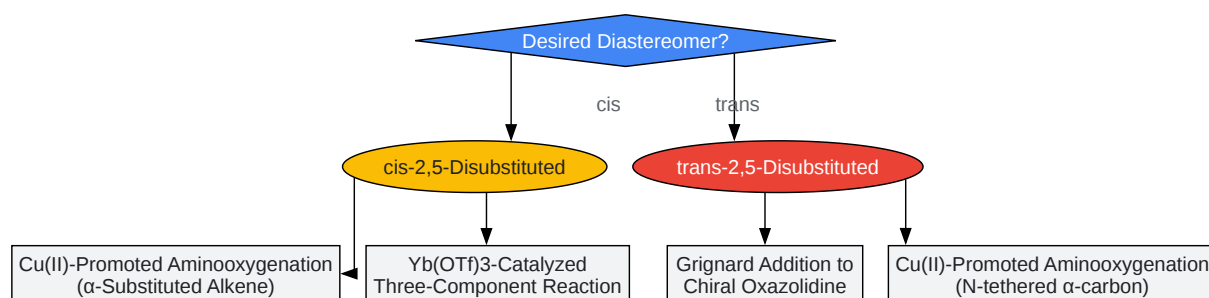 Desired Diastereomer?
cis
trans
cis-2,5-Disubstituted
trans-2,5-Disubstituted
Cu(II)-Promoted Aminooxygenation
(α-Substituted Alkene)
Yb(OTf)3-Catalyzed
Three-Component Reaction
Grignard Addition to
Chiral Oxazolidine
Cu(II)-Promoted Aminooxygenation
(N-tethered α-carbon)